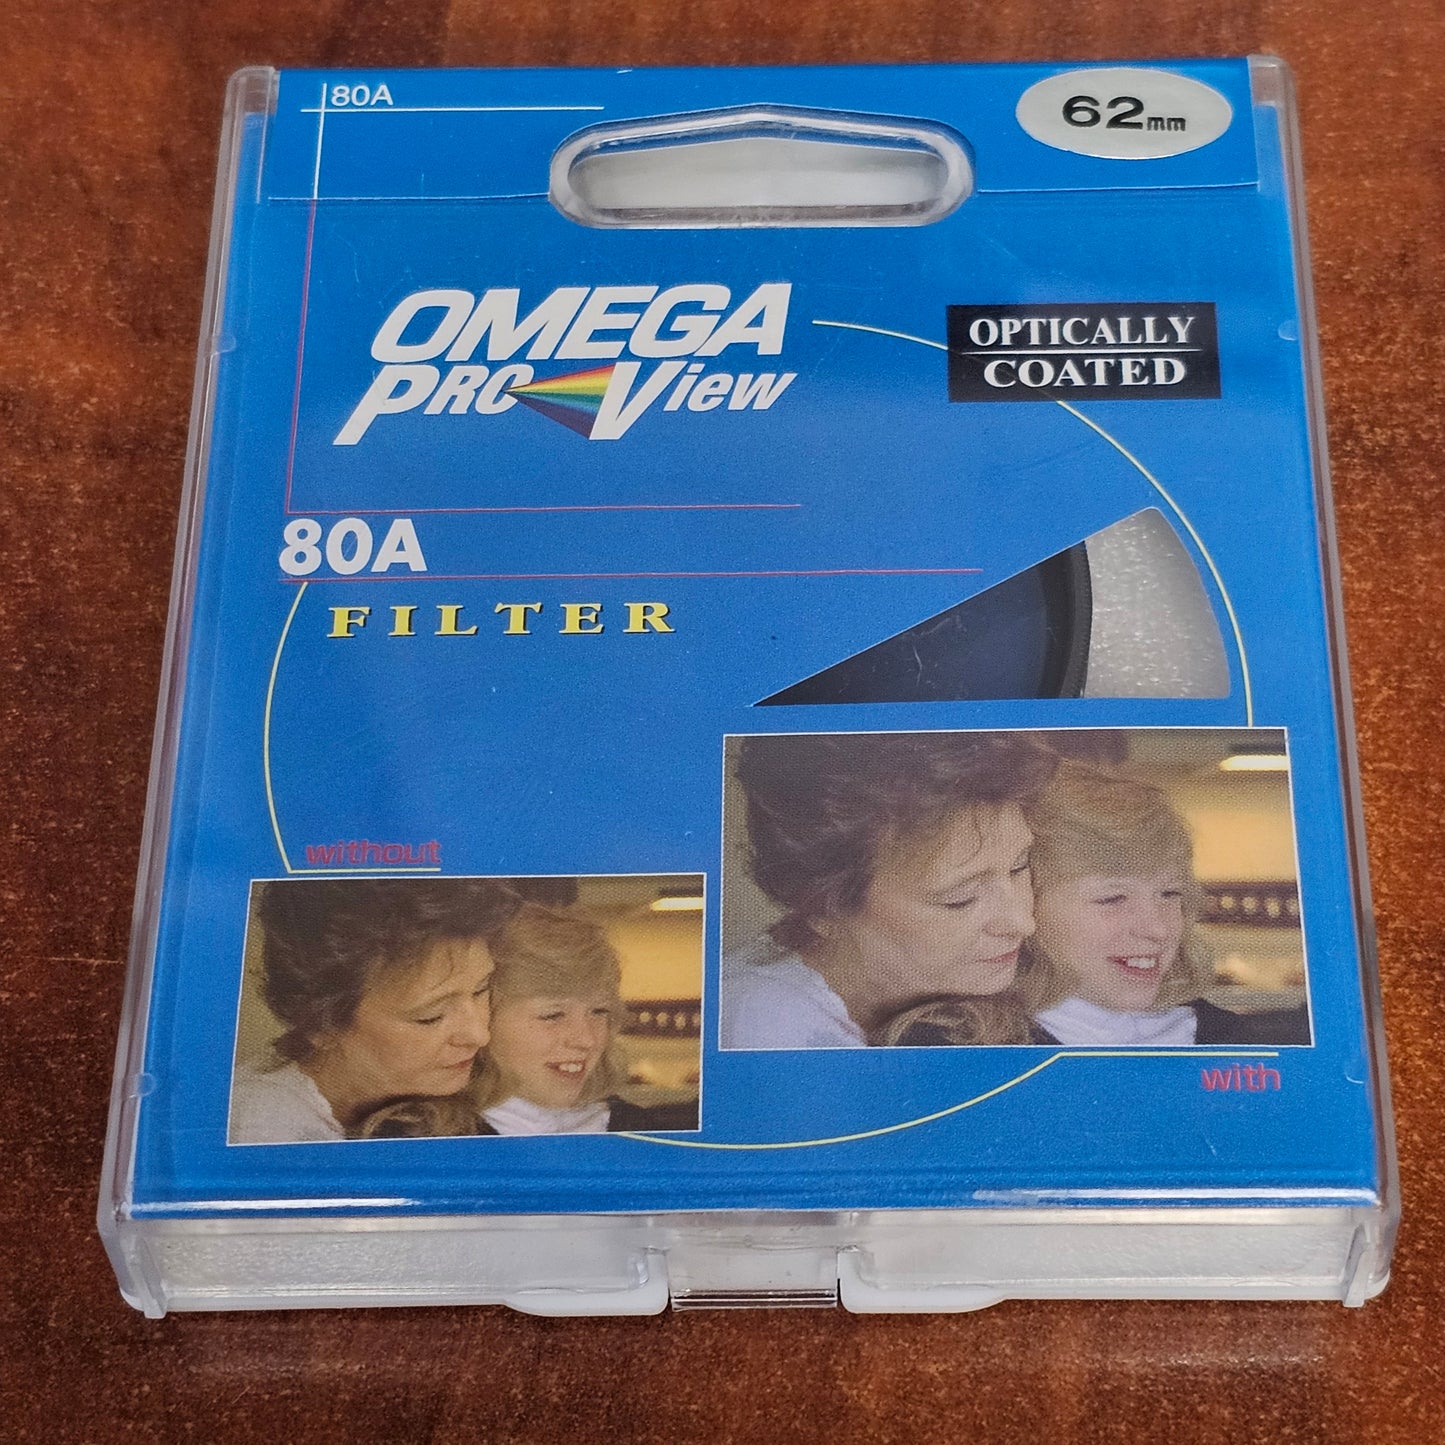 80A
62mm
OMEGA
PRO View
OPTICALLY
COATED
80A
FILTER
without
with